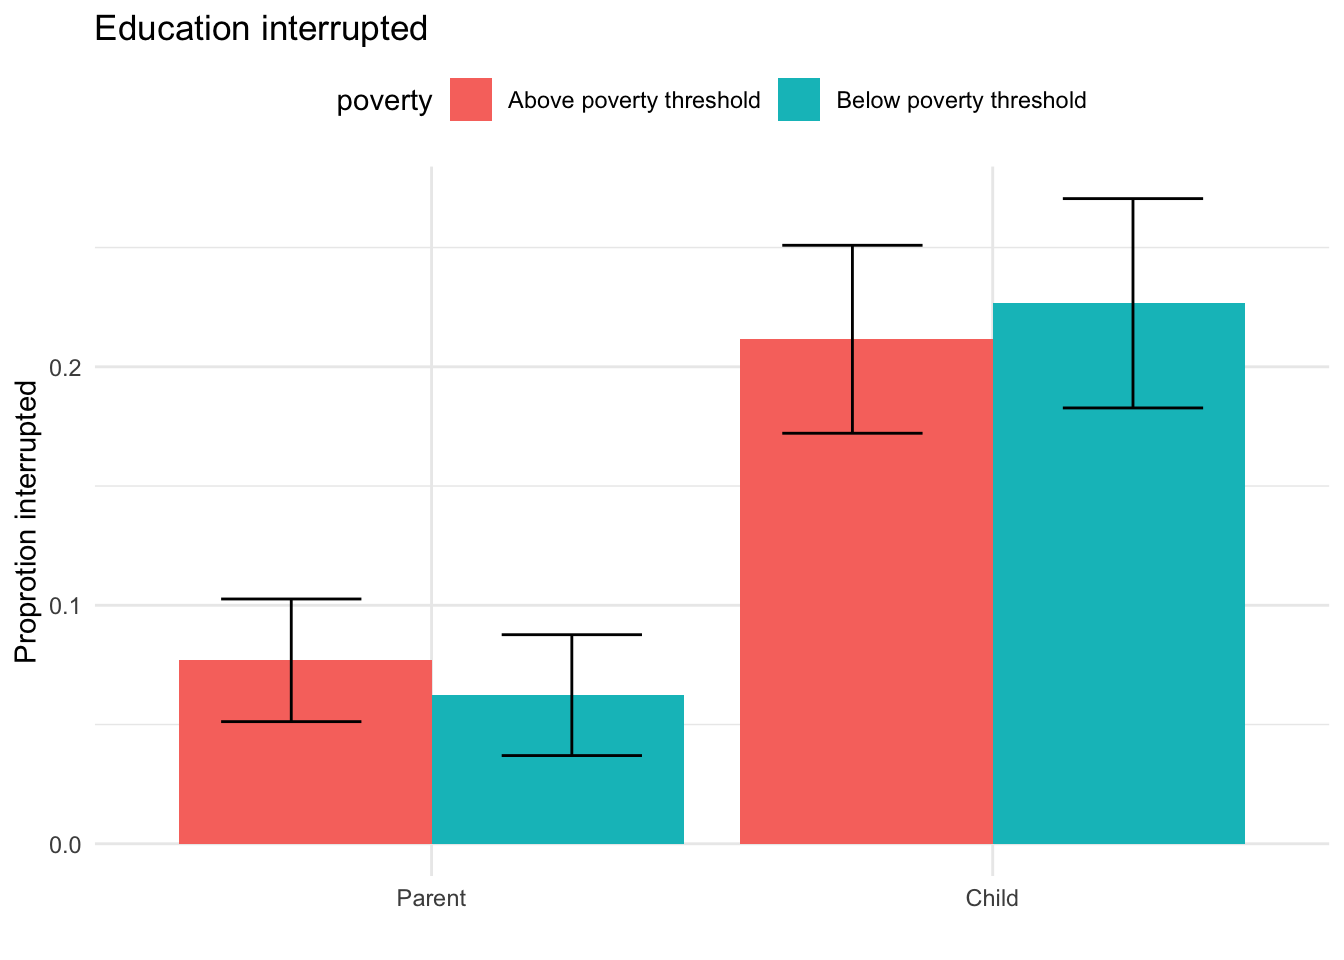 Education interrupted
poverty Above poverty threshold Below poverty threshold
Proprotion interrupted
0.2
0.1
0.0
Parent Child